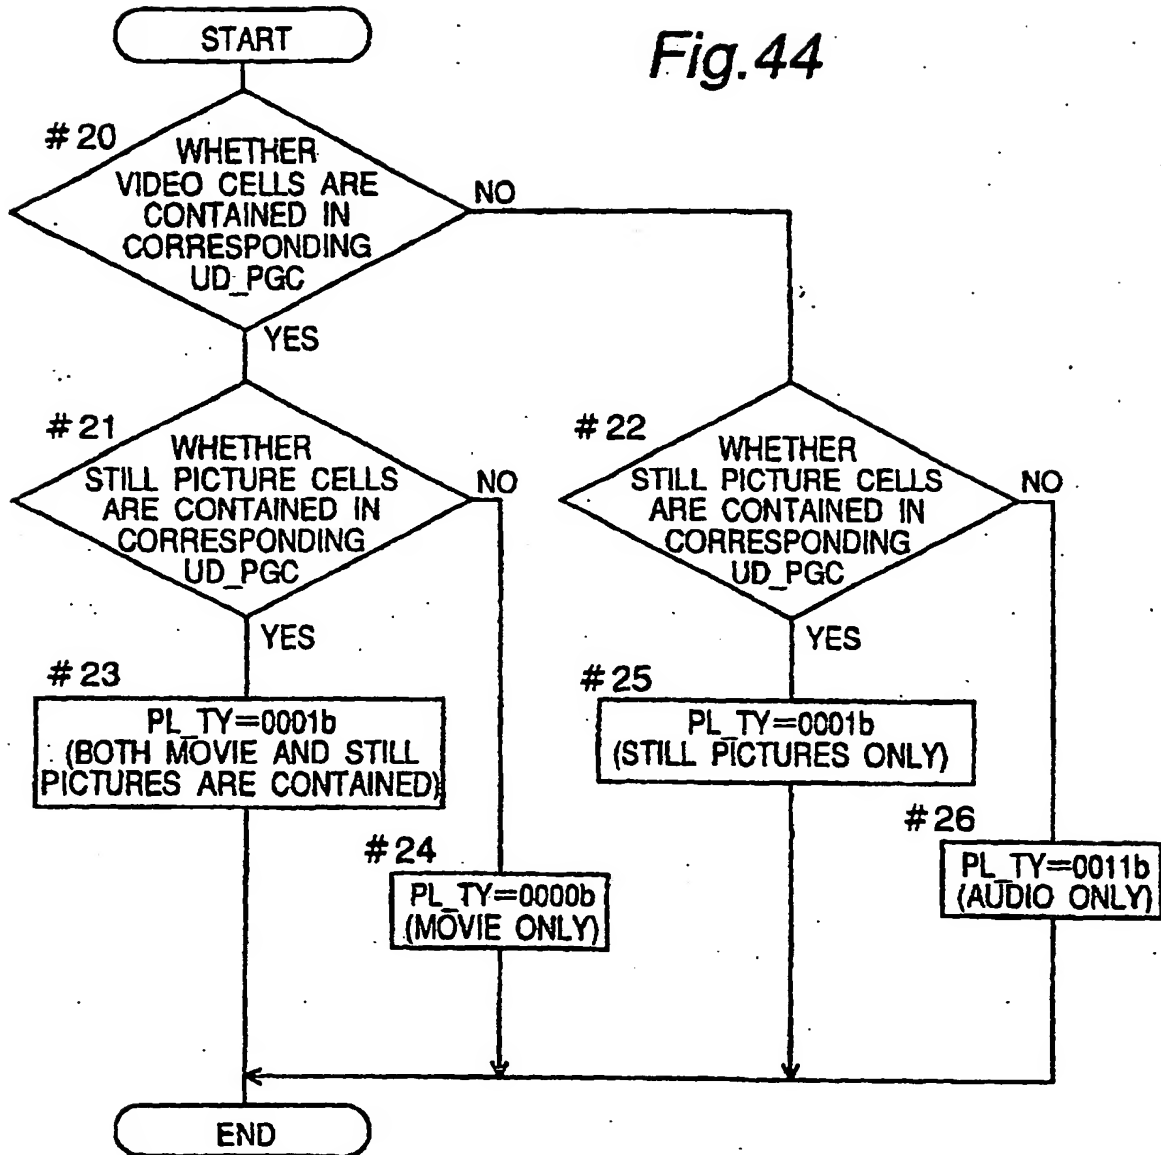 START
Fig.44
#20
WHETHER
VIDEO CELLS ARE
CONTAINED IN
CORRESPONDING
UD_PGC
NO
YES
#21
WHETHER
STILL PICTURE CELLS
ARE CONTAINED IN
CORRESPONDING
UD_PGC
NO
YES
#22
WHETHER
STILL PICTURE CELLS
ARE CONTAINED IN
CORRESPONDING
UD_PGC
NO
YES
#23
PL_TY=0001b
(BOTH MOVIE AND STILL
PICTURES ARE CONTAINED)
#24
PL_TY=0000b
(MOVIE ONLY)
#25
PL_TY=0001b
(STILL PICTURES ONLY)
#26
PL_TY=0011b
(AUDIO ONLY)
END